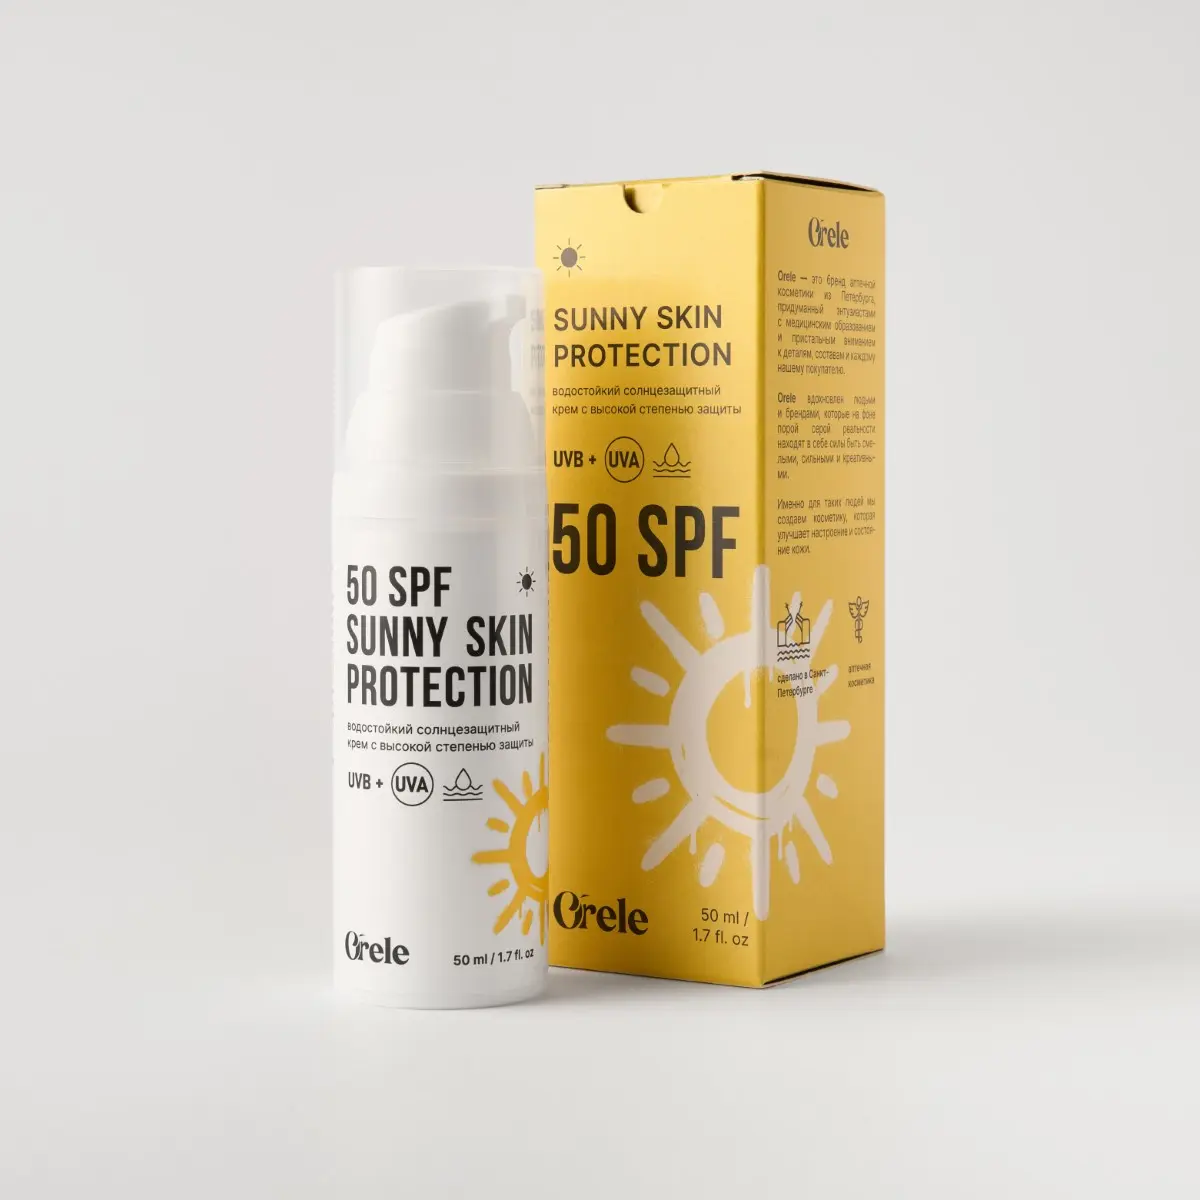 50 SPF
SUNNY SKIN
PROTECTION
водостойкий солнцезащитный
крем с высокой степенью защиты
UVB + UVA
Orele
50 ml / 1.7 fl. oz
SUNNY SKIN
PROTECTION
водостойкий солнцезащитный
крем с высокой степенью защиты
UVB + UVA
50 SPF
Orele
50 ml /
1.7 fl. oz
Orele
Orele — это бренд аптечной
косметики из Петербурга,
придуманный энтузиастами
с медицинским образованием
и пристальным вниманием
к деталям, составам и каждому
нашему покупателю.
Orele вдохновлен людьми
и брендами, которые на фоне
порой серой реальности
находят в себе силы быть сме-
лыми, сильными и креативны-
ми.
Именно для таких людей мы
создаем косметику, которая
улучшает настроение и состоя-
ние кожи.
сделано в Санкт-
Петербурге
аптечная
косметика